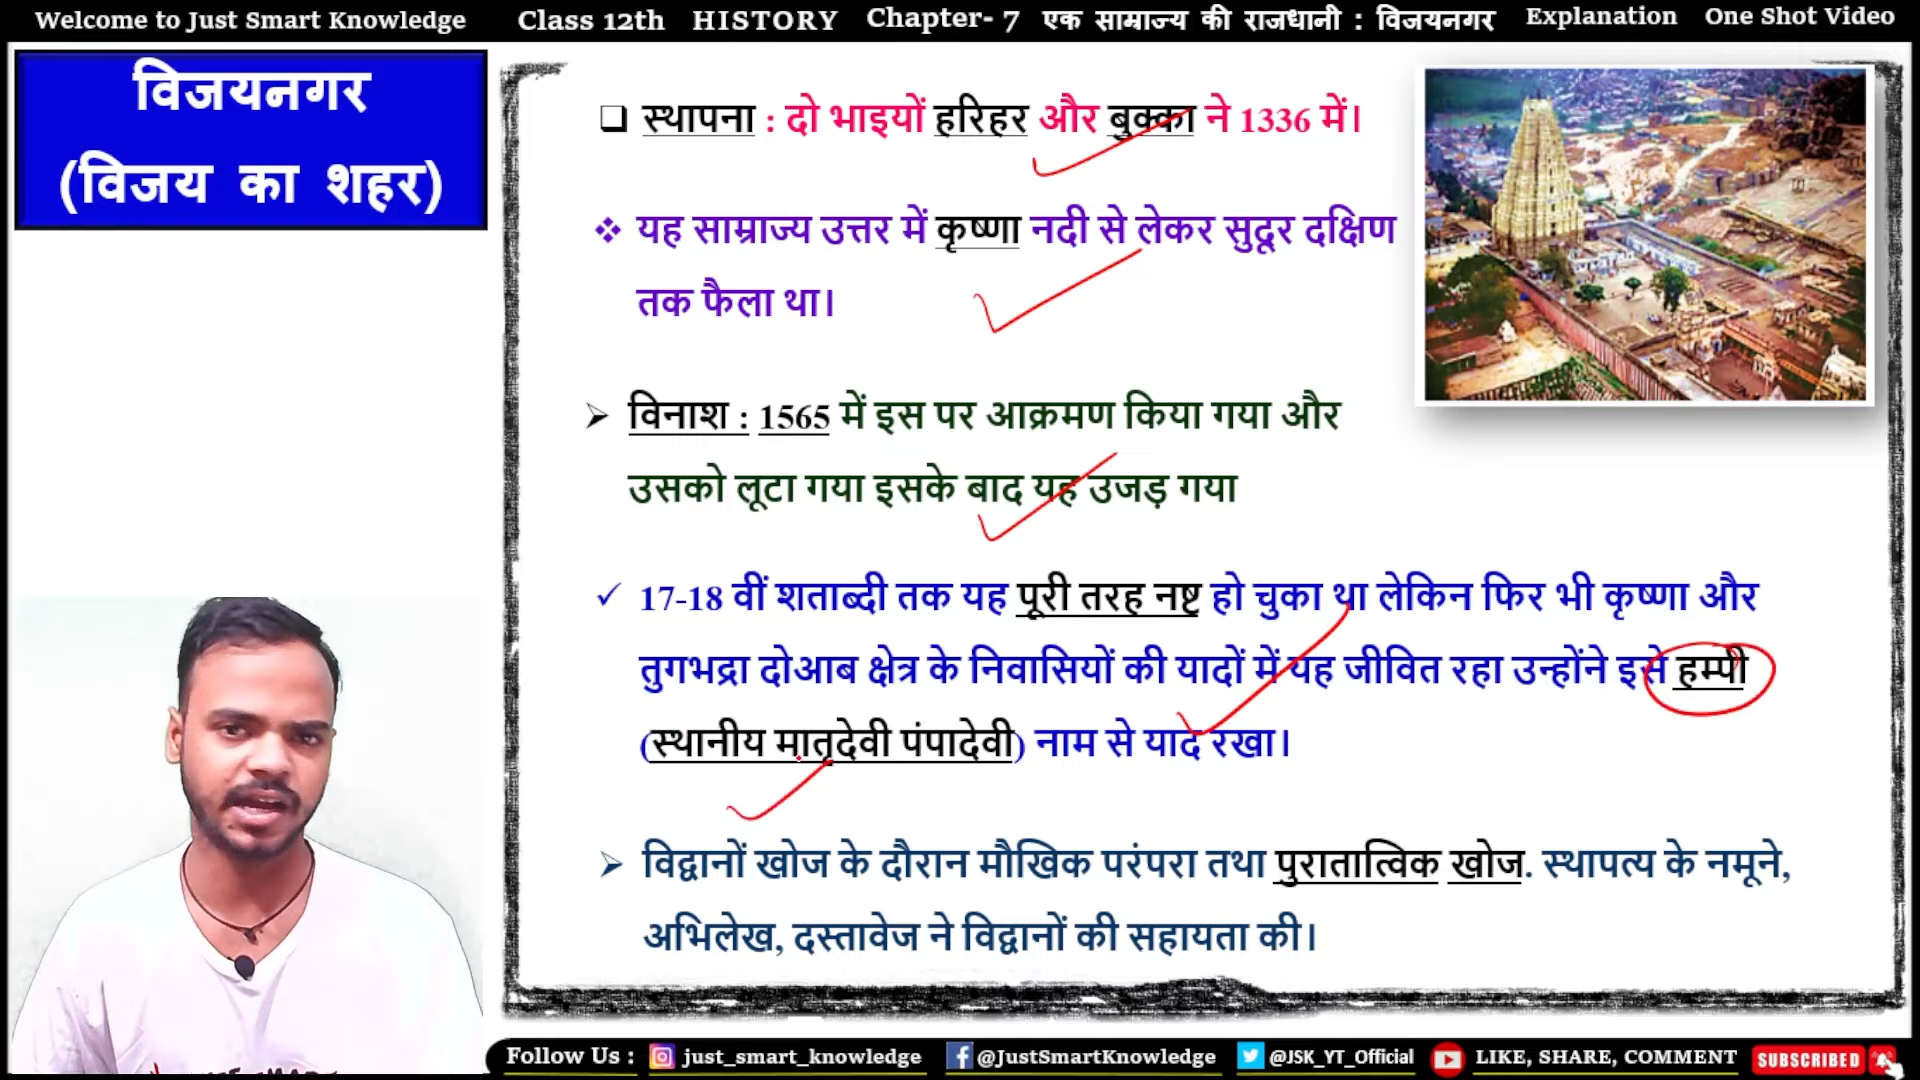 Welcome to Just Smart Knowledge Class 12th HISTORY Chapter- 7 एक साम्राज्य की राजधानी : विजयनगर Explanation One Shot Video
विजयनगर
(विजय का शहर)
स्थापना : दो भाइयों हरिहर और बुक्का ने 1336 में।
यह साम्राज्य उत्तर में कृष्णा नदी से लेकर सुदूर दक्षिण
तक फैला था।
विनाश : 1565 में इस पर आक्रमण किया गया और
उसको लूटा गया इसके बाद यह उजड़ गया
17-18 वीं शताब्दी तक यह पूरी तरह नष्ट हो चुका था लेकिन फिर भी कृष्णा और
तुगभद्रा दोआब क्षेत्र के निवासियों की यादों में यह जीवित रहा उन्होंने इसे हम्पी
(स्थानीय मातृदेवी पंपादेवी) नाम से याद रखा।
विद्वानों खोज के दौरान मौखिक परंपरा तथा पुरातात्विक खोज. स्थापत्य के नमूने,
अभिलेख, दस्तावेज ने विद्वानों की सहायता की।
Follow Us : just_smart_knowledge @JustSmartKnowledge @JSK_YT_Official LIKE, SHARE, COMMENT SUBSCRIBED